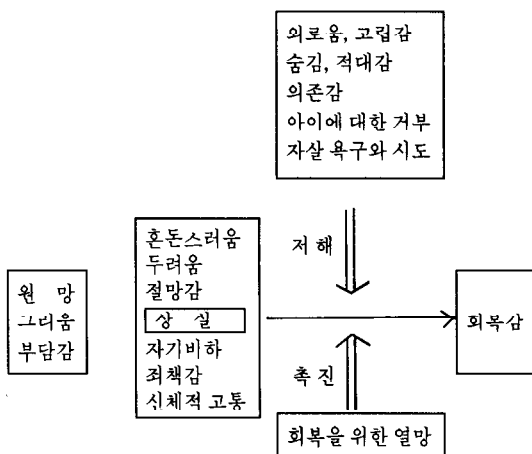 의로움, 고립감
숨김, 적대감
의존감
아이에 대한 거부
자살 욕구와 시도
저 해
혼돈스러움
두려움
절망감
상 실
자기비하
죄책감
신체적 고통
원 망
그리움
부담감
회목삼
촉 진
회복을 위한 열망